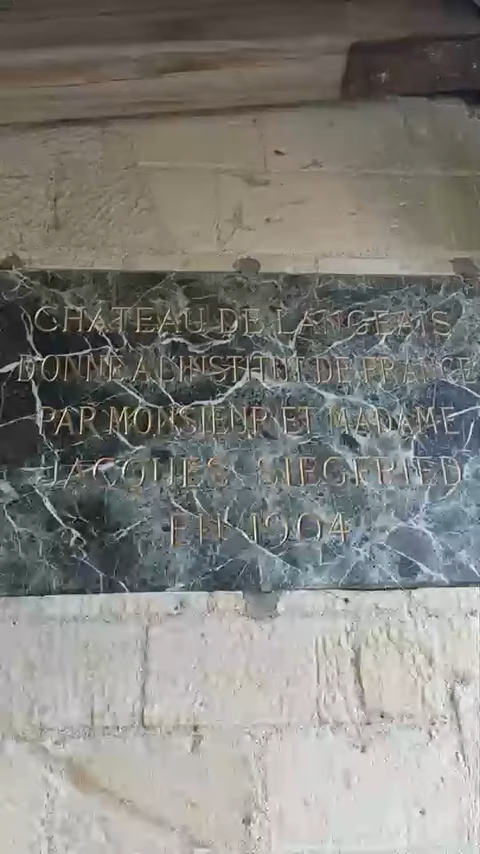 CHATEAU DE LANGEAIS
DONNE A L'INSTITUT DE FRANCE
PAR MONSIEUR ET MADAME
JACQUES SIEGFRIED
EN 1904